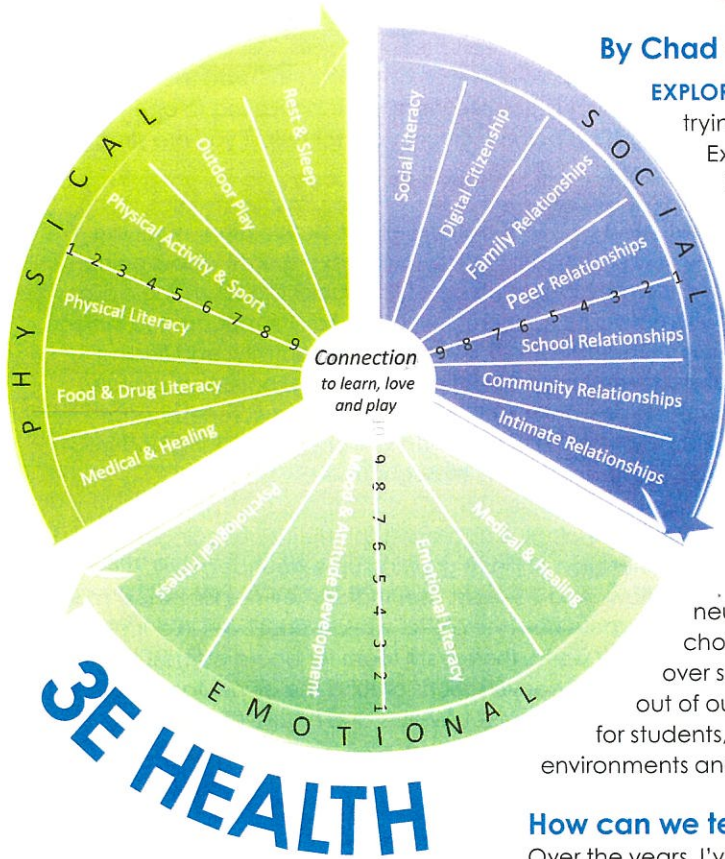 PHYSICAL
Rest & Sleep
Outdoor Play
Physical Activity & Sport
1 2 3 4 5 6 7 8 9
Physical Literacy
Food & Drug Literacy
Medical & Healing
SOCIAL
Social Literacy
Digital Citizenship
Family Relationships
Peer Relationships
9 8 7 6 5 4 3 2 1
School Relationships
Community Relationships
Intimate Relationships
Connection
to learn, love
and play
EMOTIONAL
Psychological Fitness
Mood & Attitude Development
10 9 8 7 6 5 4 3 2 1
Emotional Literacy
Medical & Healing
3E HEALTH
By Chad
EXPLOR
tryin
Ex
neu
cho
over s
out of ou
for students,
environments an
How can we te
Over the years, I'v